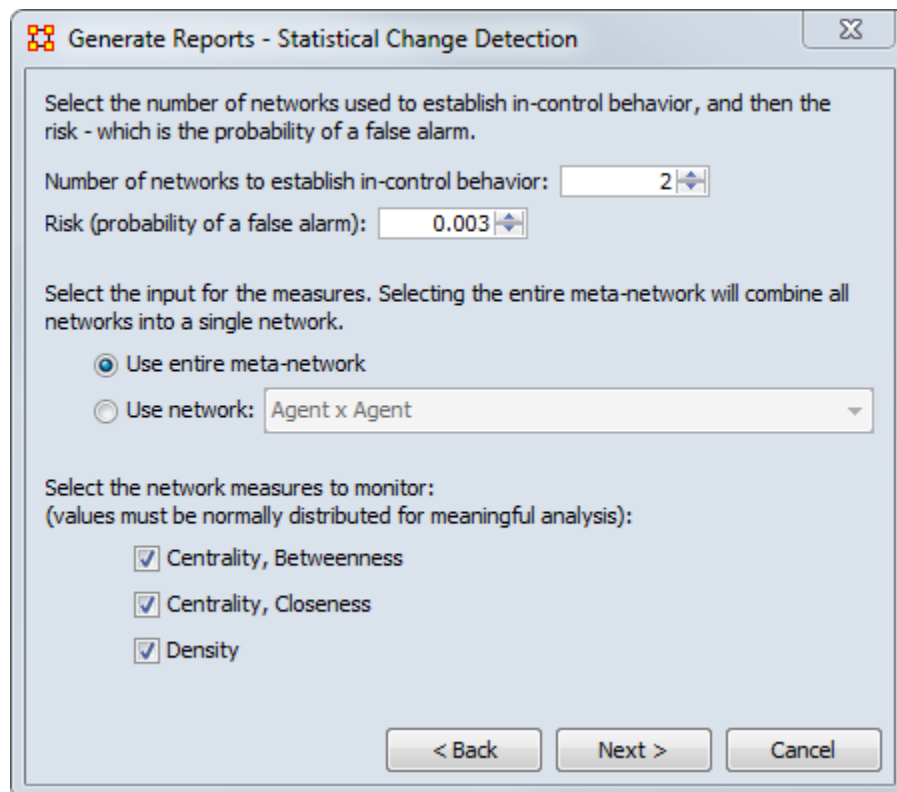 Generate Reports - Statistical Change Detection
Select the number of networks used to establish in-control behavior, and then the
risk - which is the probability of a false alarm.
Number of networks to establish in-control behavior: 2
Risk (probability of a false alarm): 0.003
Select the input for the measures. Selecting the entire meta-network will combine all
networks into a single network.
Use entire meta-network
Use network: Agent x Agent
Select the network measures to monitor:
(values must be normally distributed for meaningful analysis):
Centrality, Betweenness
Centrality, Closeness
Density
< Back Next > Cancel